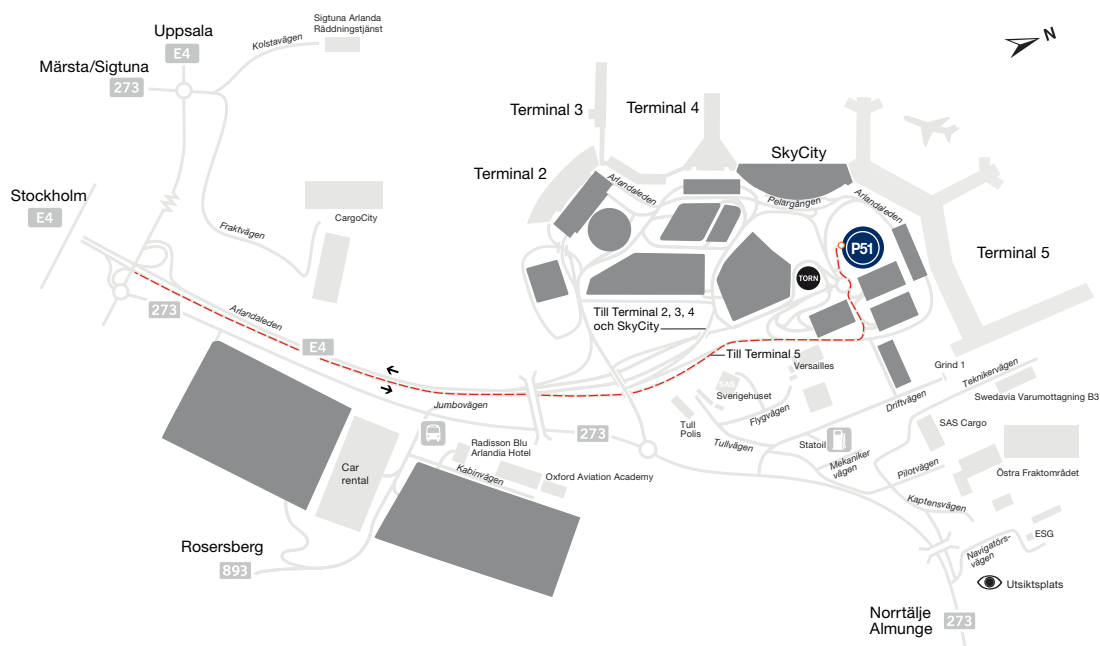 Sigtuna Arlanda
Räddningstjänst
Uppsala
E4
Kolstavägen
N
Märsta/Sigtuna
273
Terminal 3
Terminal 4
SkyCity
Terminal 2
Arlandaleden
Pelargången
Arlandaleden
Stockholm
E4
CargoCity
Fraktvägen
P51
Terminal 5
TORN
273
Arlandaleden
Till Terminal 2, 3, 4
och SkyCity
E4
Till Terminal 5
Versailles
Grind 1
Teknikervägen
SAS
Sverigehuset
Swedavia Varumottagning B3
Driftvägen
Jumbovägen
Flygvägen
Tull
Polis
273
Tullvägen
Statoil
SAS Cargo
Radisson Blu
Arlandia Hotel
Mekaniker
vägen
Pilotvägen
Östra Fraktområdet
Car
rental
Kabinvägen
Oxford Aviation Academy
Kaptensvägen
Rosersberg
893
ESG
Navigatörs-
vägen
Utsiktsplats
Norrtälje
Almunge
273